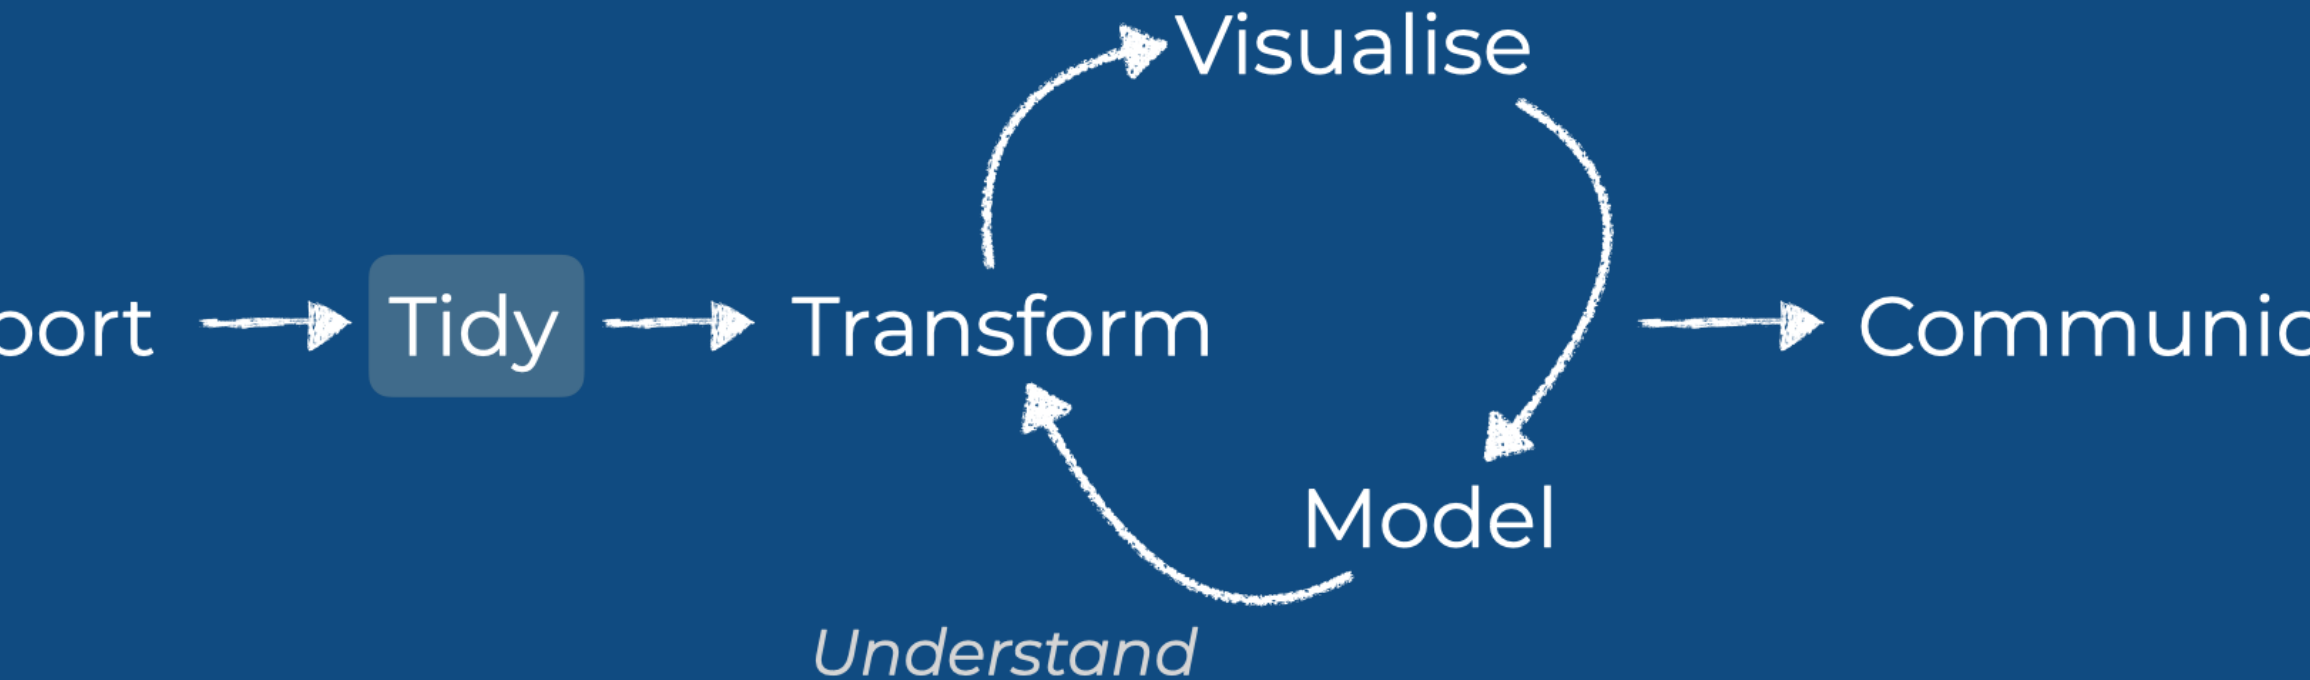 Visualise
port
Tidy
Transform
Communic
Model
Understand